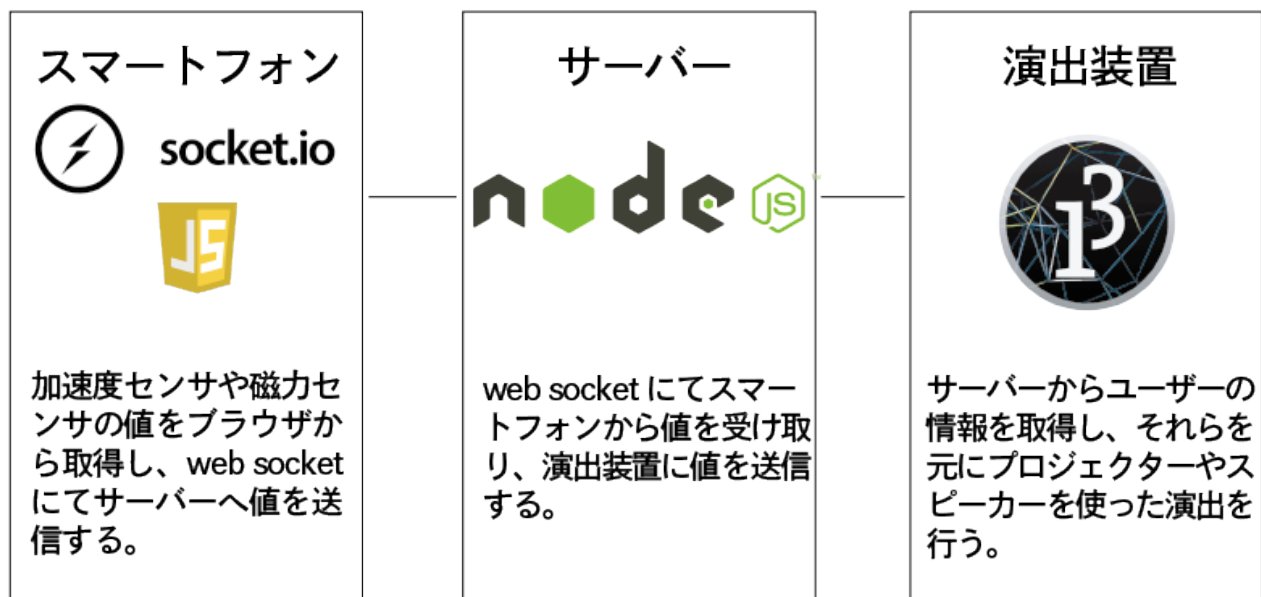 スマートフォン
socket.io
JS
加速度センサや磁力セ
ンサの値をブラウザか
ら取得し、web socket
にてサーバーへ値を送
信する。
サーバー
node JS
web socket にてスマー
トフォンから値を受け取
り、演出装置に値を送信
する。
演出装置
13
サーバーからユーザーの
情報を取得し、それらを
元にプロジェクターやス
ピーカーを使った演出を
行う。